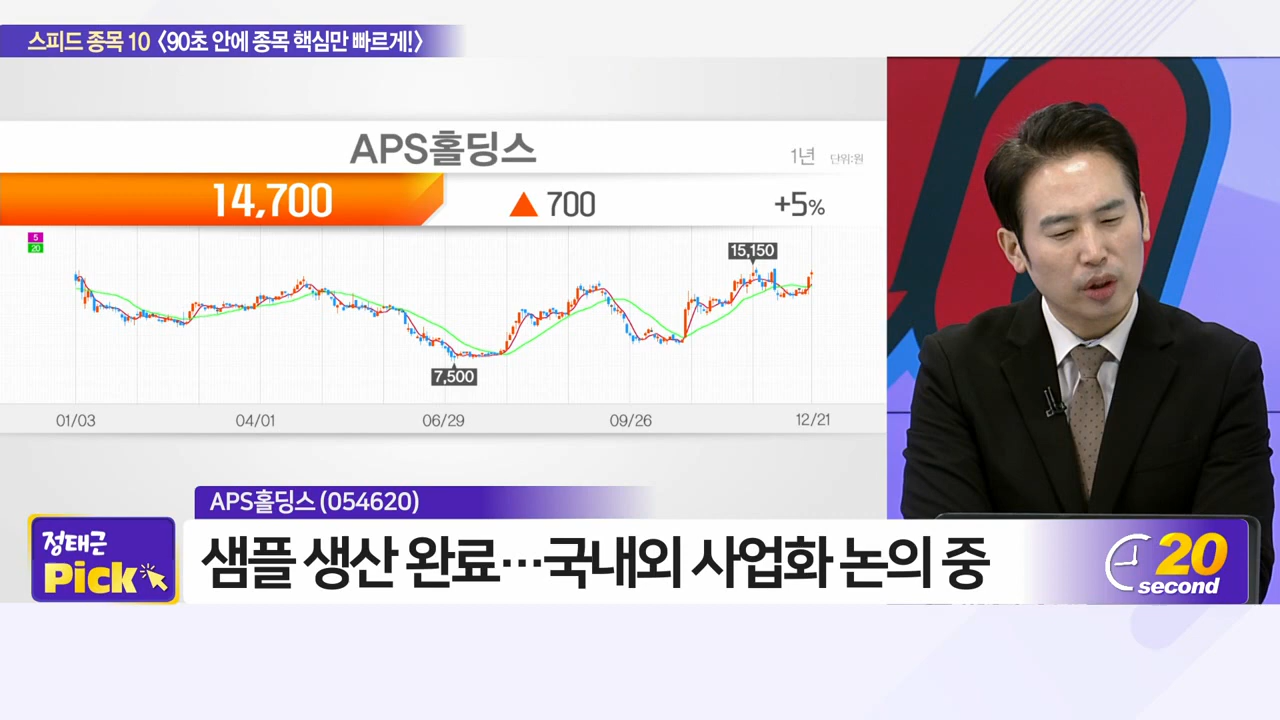 스피드 종목 10 〈90초 안에 종목 핵심만 빠르게!〉
APS홀딩스
1년 단위:원
14,700 ▲ 700 +5%
5
20
15,150
7,500
01/03 04/01 06/29 09/26 12/21
APS홀딩스 (054620)
정태근
Pick
샘플 생산 완료…국내외 사업화 논의 중
20
second